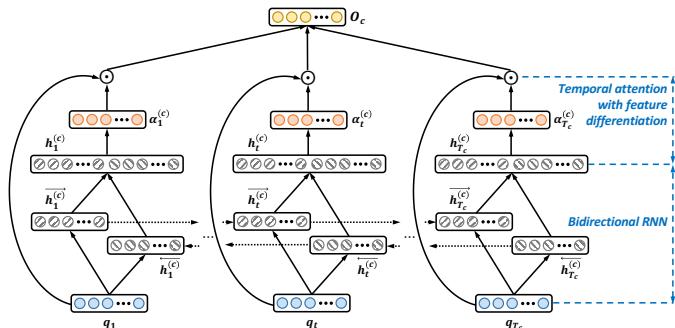 O_c
α_1^(c) α_t^(c) α_{T_c}^(c)
Temporal attention
with feature
differentiation
h_1^(c) h_t^(c) h_{T_c}^(c)
→h_1^(c) →h_t^(c) →h_{T_c}^(c)
Bidirectional RNN
... ...
←h_1^(c) ←h_t^(c) ←h_{T_c}^(c)
q_1 q_t q_{T_c}